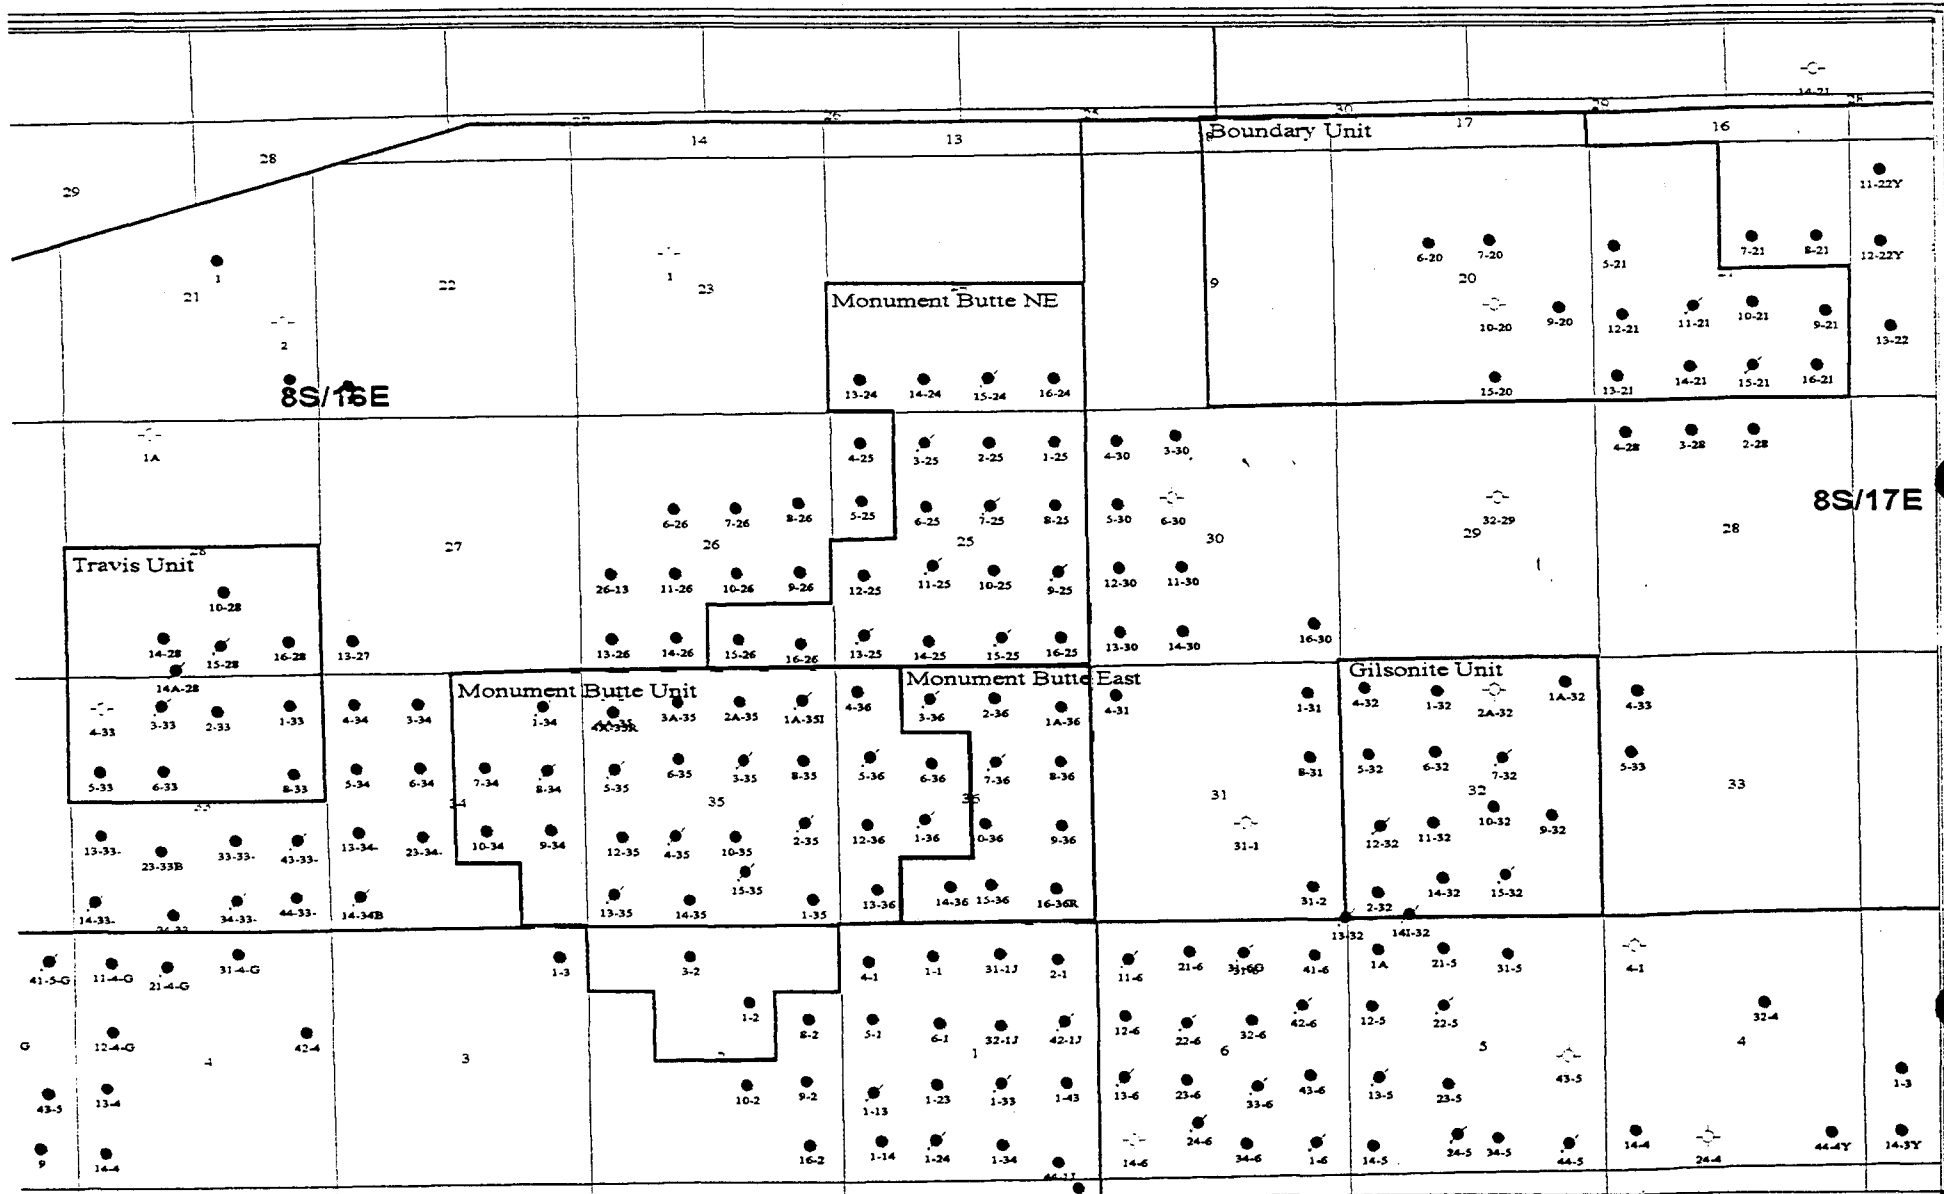 14-21
27 26 25 30 29 28
Boundary Unit 17 16
28 14 13
29
11-22Y
6-20 7-20 5-21 7-21 8-21 12-22Y
1 1
21 22 23 20 9
2
Monument Butte NE
10-20 9-20 12-21 11-21 10-21 9-21 13-22
8S/16E
13-24 14-24 15-24 16-24
15-20 13-21 14-21 15-21 16-21
1A
4-25 3-25 2-25 1-25 4-30 3-30
4-28 3-28 2-28
8S/17E
6-26 7-26 8-26 5-25 6-25 7-25 8-25 5-30 6-30 32-29
27 26 25 30 29 28
28
Travis Unit
10-28
26-13 11-26 10-26 9-26 12-25 11-25 10-25 9-25 12-30 11-30
14-28 15-28 16-28 13-27 13-26 14-26 15-26 16-26 13-25 14-25 15-25 16-25 13-30 14-30 16-30
14A-28
Monument Butte Unit Monument Butte East Gilsonite Unit
4-33 3-33 2-33 1-33 4-34 3-34 1-34 4A-35R 3A-35 2A-35 1A-35I 4-36 3-36 2-36 1A-36 4-31 1-31 4-32 1-32 2A-32 1A-32 4-33
5-33 6-33 8-33 5-34 6-34 7-34 8-34 5-35 6-35 3-35 8-35 5-36 6-36 7-36 8-36 8-31 5-32 6-32 7-32 5-33
33 34 35 36 31 32 33
13-33- 23-33B 33-33- 43-33- 13-34- 23-34- 10-34 9-34 12-35 4-35 10-35 2-35 12-36 1-36 10-36 9-36 31-1 12-32 11-32 10-32 9-32
15-35
14-33- 34-33- 44-33- 14-34B 13-35 14-35 1-35 13-36 14-36 15-36 16-36R 31-2 2-32 14-32 15-32
24-33
13-32 14I-32
41-5-G 11-4-G 21-4-G 31-4-G 1-3 3-2 4-1 1-1 31-1J 2-1 11-6 21-6 41-6 1A 21-5 31-5 4-1
1-2
G 12-4-G 42-4 8-2 5-1 6-1 32-1J 42-1J 12-6 22-6 32-6 42-6 12-5 22-5 32-4
4 3 2 1 6 5 4
43-5
43-5 13-4 10-2 9-2 1-13 1-23 1-33 1-43 13-6 23-6 33-6 43-6 13-5 23-5 1-3
9 14-4 16-2 1-14 1-24 1-34 44-1J 14-6 24-6 34-6 1-6 14-5 24-5 34-5 44-5 14-4 24-4 44-4Y 14-3Y